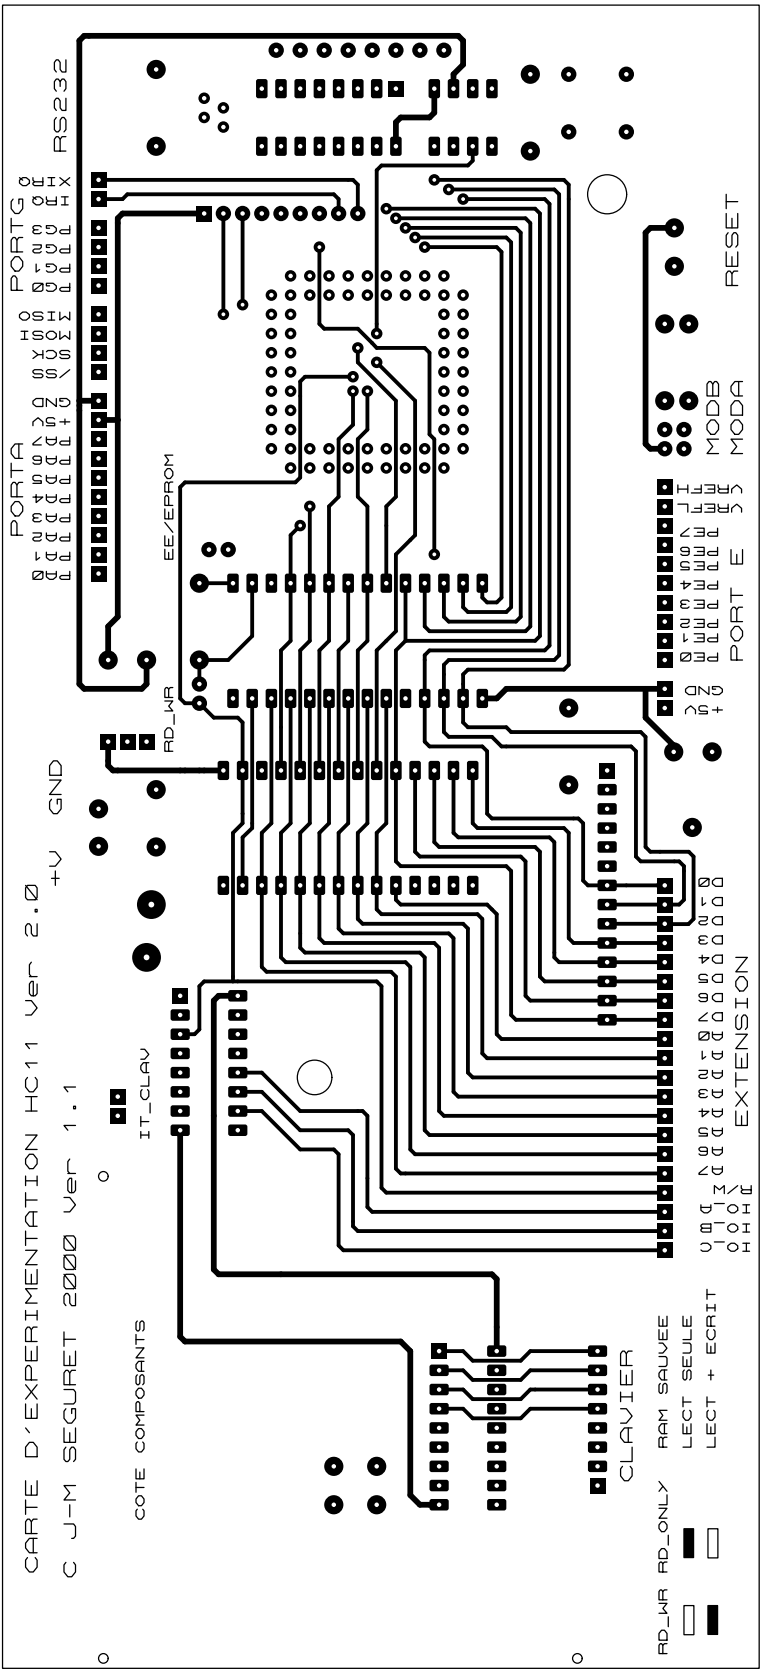 CARTE D'EXPERIMENTATION HC11 Ver 2.0
C J-M SEGURET 2000 Ver 1.1
COTE COMPOSANTS
+V GND
IT_CLAV
RD_WR
EE/EPROM
RS232
PORTG
XIRQ
IRQ
PG3
PG2
PG1
PG0
MISO
MOSI
SCK
/SS
GND
+5V
PORTA
PA7
PA6
PA5
PA4
PA3
PA2
PA1
PA0
RESET
MODB
MODA
VREFH
VREFL
PE7
PE6
PE5
PE4
PE3
PE2
PE1
PE0
PORT E
GND
+5V
D0
D1
D2
D3
D4
D5
D6
D7
A0
A1
A2
A3
A4
A5
A6
A7
R/W
IO_A
IO_B
IO_C
EXTENSION
CLAVIER
RD_WR RD_ONLY RAM SAUVEE
LECT SEULE
LECT + ECRIT